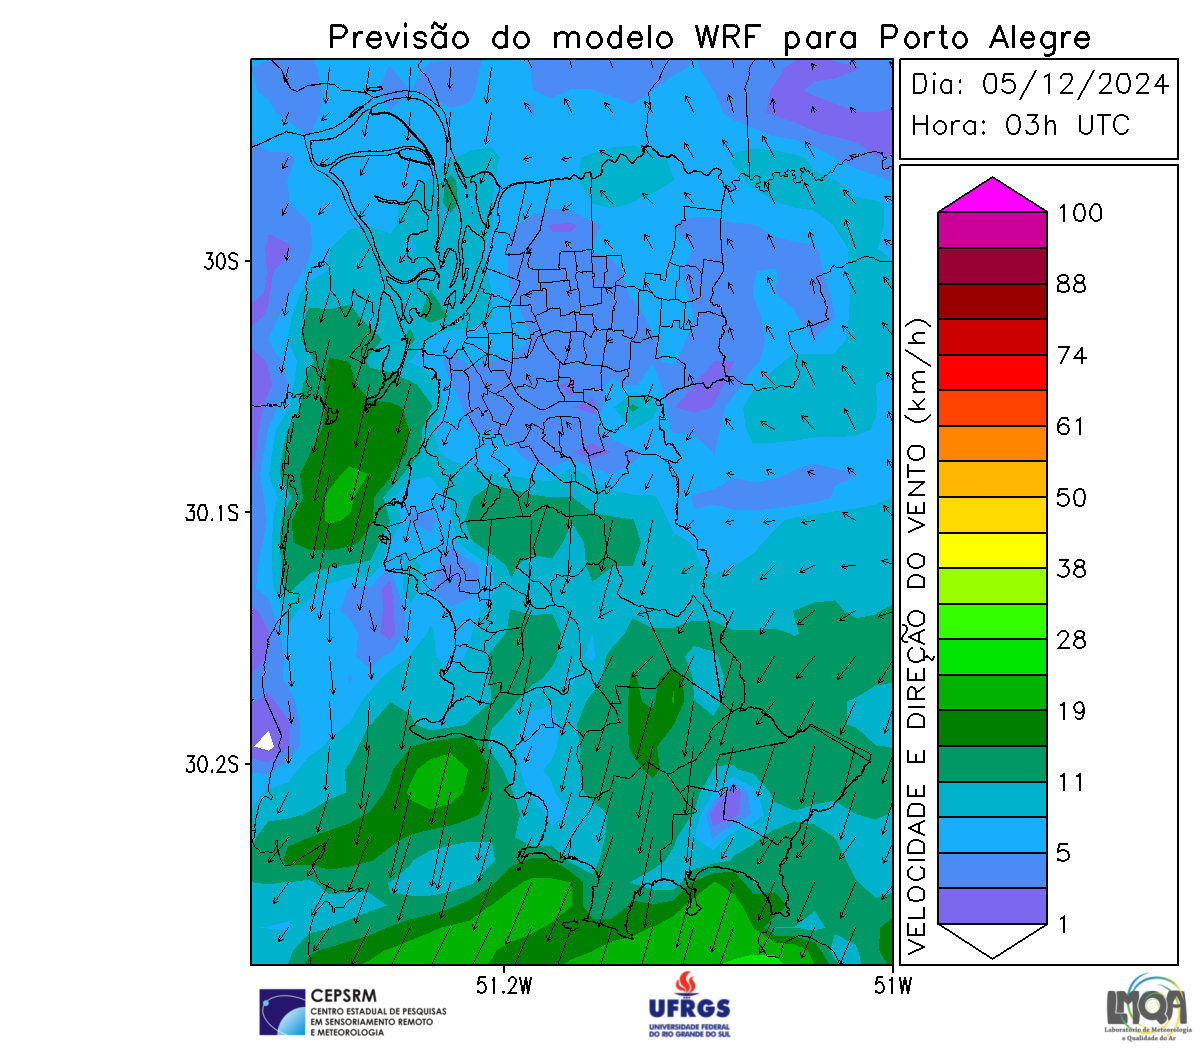 Previsão do modelo WRF para Porto Alegre
Dia: 05/12/2024
Hora: 03h UTC
30S
30.1S
30.2S
51.2W
51W
VELOCIDADE E DIREÇÃO DO VENTO (km/h)
100
88
74
61
50
38
28
19
11
5
1
CEPSRM
CENTRO ESTADUAL DE PESQUISAS
EM SENSORIAMENTO REMOTO
E METEOROLOGIA
UFRGS
UNIVERSIDADE FEDERAL
DO RIO GRANDE DO SUL
LMQA
Laboratório de Meteorologia
e Qualidade do Ar